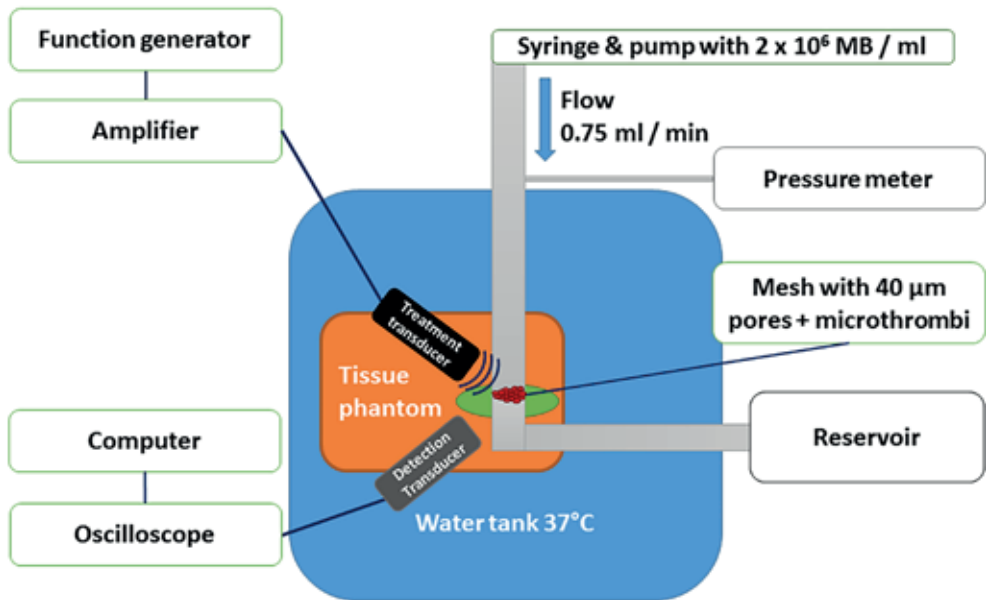 Function generator
Amplifier
Syringe & pump with 2 x 10⁶ MB / ml
Flow
0.75 ml / min
Pressure meter
Mesh with 40 µm
pores + microthrombi
Treatment
transducer
Tissue
phantom
Detection
Transducer
Computer
Oscilloscope
Reservoir
Water tank 37°C